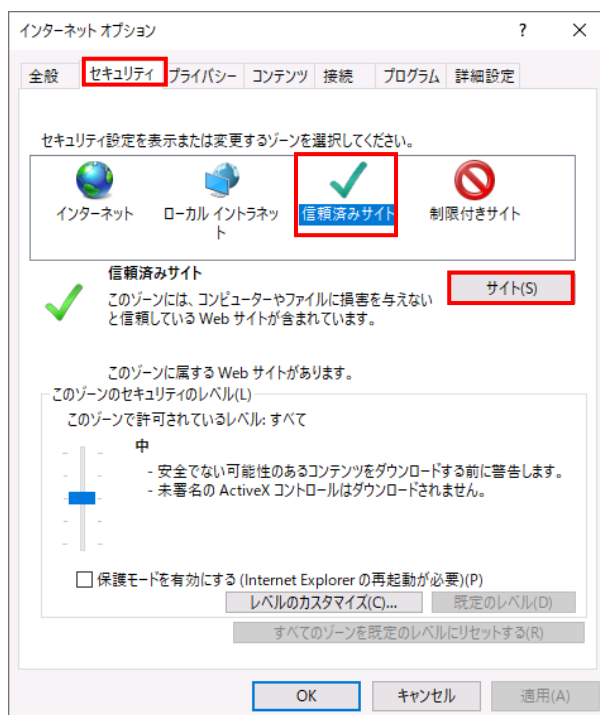 インターネット オプション ? ×
全般 セキュリティ プライバシー コンテンツ 接続 プログラム 詳細設定
セキュリティ設定を表示または変更するゾーンを選択してください。
インターネット ローカル イントラネッ 信頼済みサイト 制限付きサイト
ト
信頼済みサイト
サイト(S)
このゾーンには、コンピューターやファイルに損害を与えない
と信頼している Web サイトが含まれています。
このゾーンに属する Web サイトがあります。
このゾーンのセキュリティのレベル(L)
このゾーンで許可されているレベル: すべて
中
- 安全でない可能性のあるコンテンツをダウンロードする前に警告します。
- 未署名の ActiveX コントロールはダウンロードされません。
保護モードを有効にする (Internet Explorer の再起動が必要)(P)
レベルのカスタマイズ(C)... 既定のレベル(D)
すべてのゾーンを既定のレベルにリセットする(R)
OK キャンセル 適用(A)